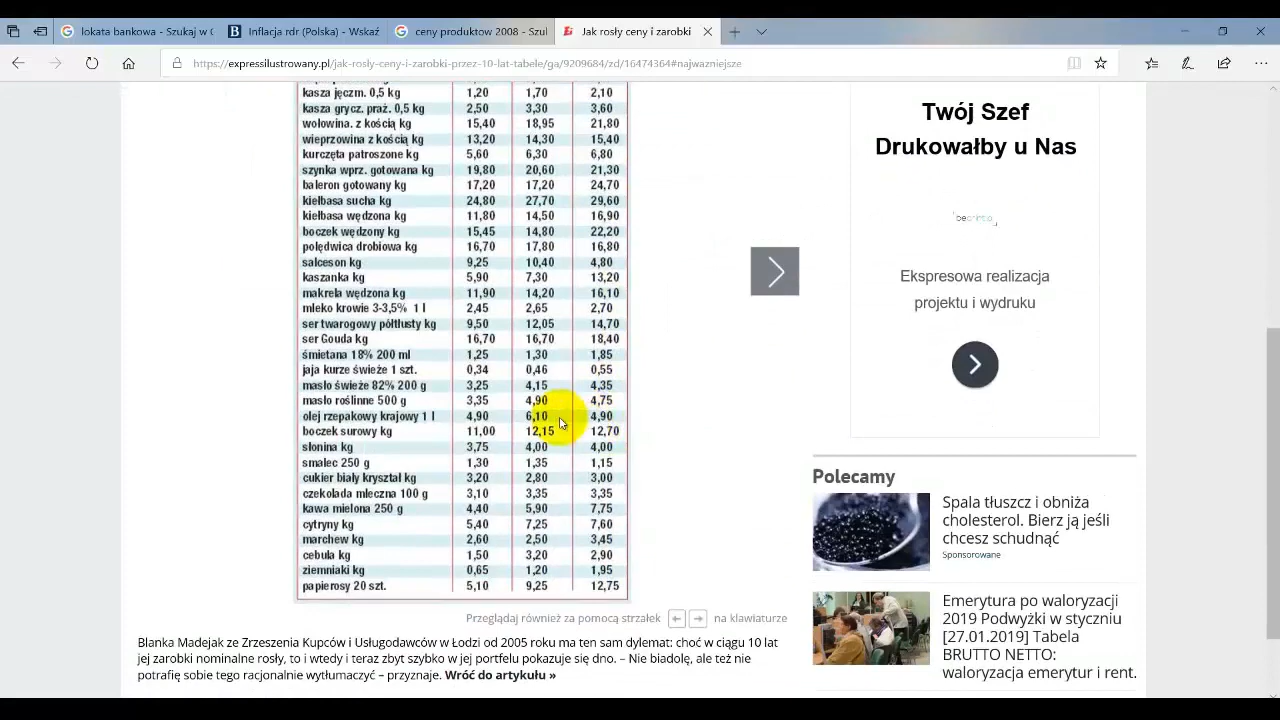 lokata bankowa - Szukaj w G
Inflacja rdr (Polska) - Wskaź
ceny produktow 2008 - Szul
Jak rosły ceny i zarobki
https://expressilustrowany.pl/jak-rosly-ceny-i-zarobki-przez-10-lat-tabele/ga/9209684/zd/16474364#najwazniejsze
kasza jęczm. 0,5 kg 1,20 1,70 2,10
kasza grycz. praż. 0,5 kg 2,50 3,30 3,60
wołowina. z kością kg 15,40 18,95 21,80
wieprzowina z kością kg 13,20 14,30 15,40
kurczęta patroszone kg 5,60 6,30 6,80
szynka wprz. gotowana kg 19,80 20,60 21,30
baleron gotowany kg 17,20 17,20 24,70
kiełbasa sucha kg 24,80 27,70 29,60
kiełbasa wędzona kg 11,80 14,50 16,90
boczek wędzony kg 15,45 14,80 22,20
polędwica drobiowa kg 16,70 17,80 16,80
salceson kg 9,25 10,40 4,80
kaszanka kg 5,90 7,30 13,20
makrela wędzona kg 11,90 14,20 16,10
mleko krowie 3-3,5% 1 l 2,45 2,65 2,70
ser twarogowy półtłusty kg 9,50 12,05 14,70
ser Gouda kg 16,70 16,70 18,40
śmietana 18% 200 ml 1,25 1,30 1,85
jaja kurze świeże 1 szt. 0,34 0,46 0,55
masło świeże 82% 200 g 3,25 4,15 4,35
masło roślinne 500 g 3,35 4,90 4,75
olej rzepakowy krajowy 1 l 4,90 6,10 4,90
boczek surowy kg 11,00 12,15 12,70
słonina kg 3,75 4,00 4,00
smalec 250 g 1,30 1,35 1,15
cukier biały kryształ kg 3,20 2,80 3,00
czekolada mleczna 100 g 3,10 3,35 3,35
kawa mielona 250 g 4,40 5,90 7,75
cytryny kg 5,40 7,25 7,60
marchew kg 2,60 2,50 3,45
cebula kg 1,50 3,20 2,90
ziemniaki kg 0,65 1,20 1,95
papierosy 20 szt. 5,10 9,25 12,75
Przeglądaj również za pomocą strzałek na klawiaturze
Blanka Madejak ze Zrzeszenia Kupców i Usługodawców w Łodzi od 2005 roku ma ten sam dylemat: choć w ciągu 10 lat
jej zarobki nominalne rosły, to i wtedy i teraz zbyt szybko w jej portfelu pokazuje się dno. – Nie biadolę, ale też nie
potrafię sobie tego racjonalnie wytłumaczyć – przyznaje. Wróć do artykułu »
Twój Szef
Drukowałby u Nas
beprinto
Ekspresowa realizacja
projektu i wydruku
Polecamy
Spala tłuszcz i obniża
cholesterol. Bierz ją jeśli
chcesz schudnąć
Sponsorowane
Emerytura po waloryzacji
2019 Podwyżki w styczniu
[27.01.2019] Tabela
BRUTTO NETTO:
waloryzacja emerytur i rent.